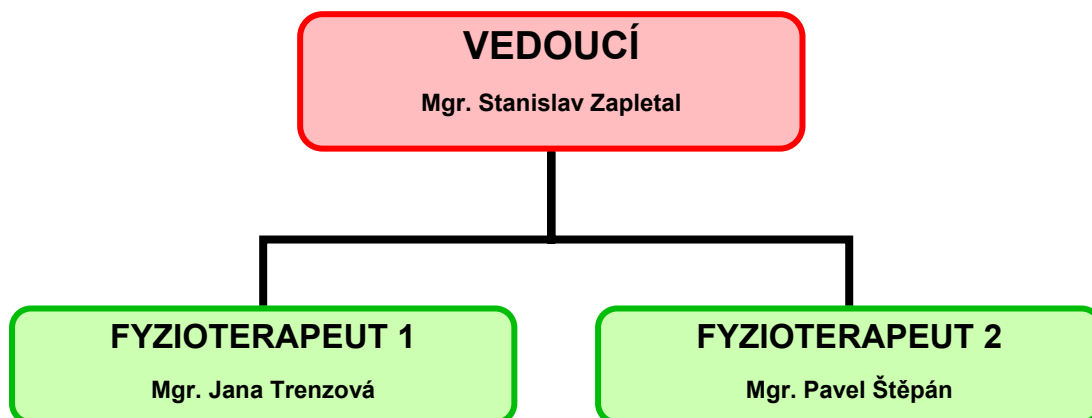 VEDOUCÍ
Mgr. Stanislav Zapletal
FYZIOTERAPEUT 1
Mgr. Jana Trenzová
FYZIOTERAPEUT 2
Mgr. Pavel Štěpán